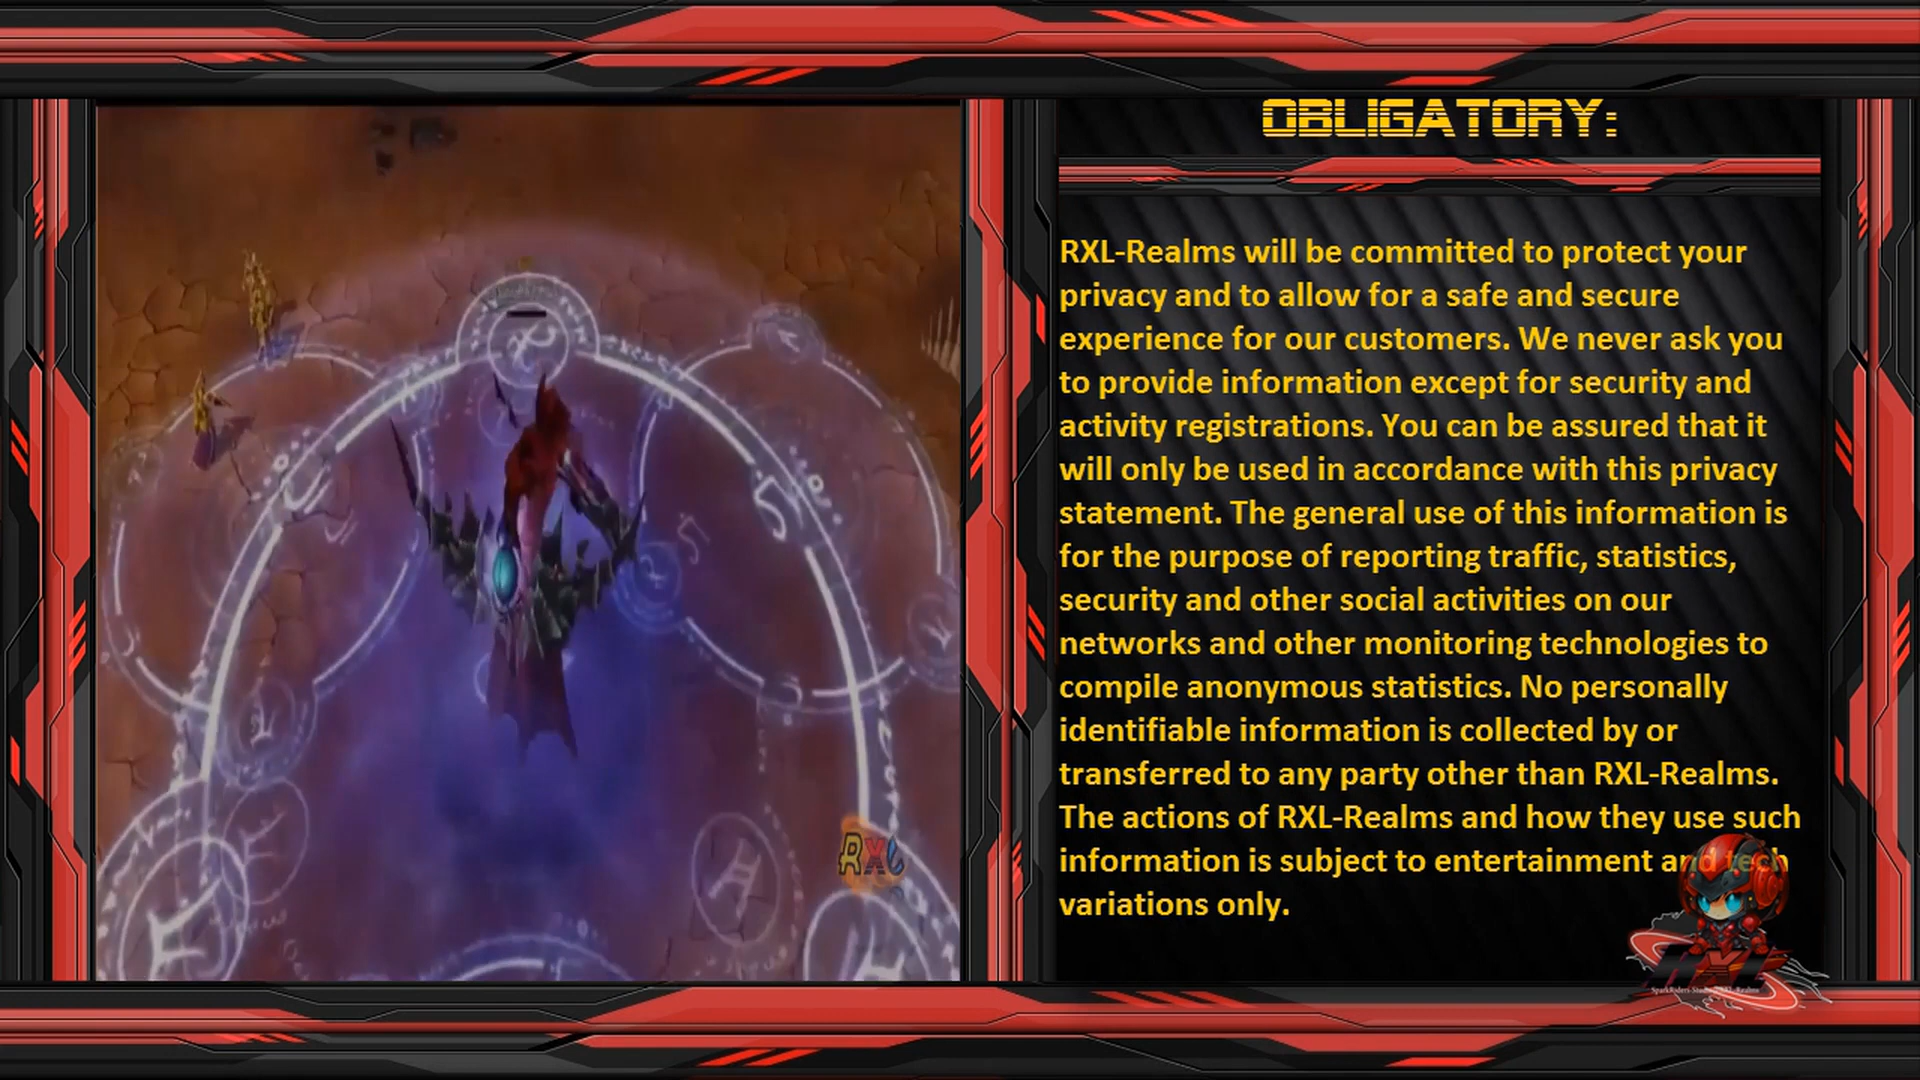 OBLIGATORY:
RXL-Realms will be committed to protect your
privacy and to allow for a safe and secure
experience for our customers. We never ask you
to provide information except for security and
activity registrations. You can be assured that it
will only be used in accordance with this privacy
statement. The general use of this information is
for the purpose of reporting traffic, statistics,
security and other social activities on our
networks and other monitoring technologies to
compile anonymous statistics. No personally
identifiable information is collected by or
transferred to any party other than RXL-Realms.
The actions of RXL-Realms and how they use such
information is subject to entertainment and tech
variations only.
RXL
RXL